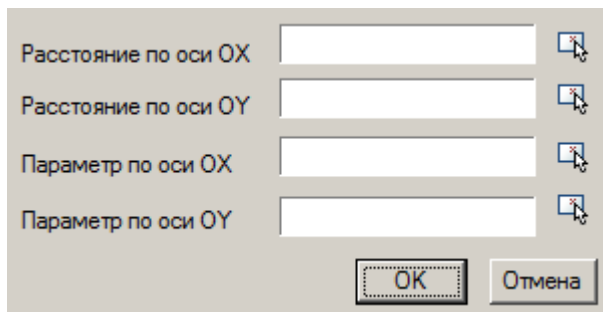 Расстояние по оси OX
Расстояние по оси OY
Параметр по оси OX
Параметр по оси OY
OK Отмена